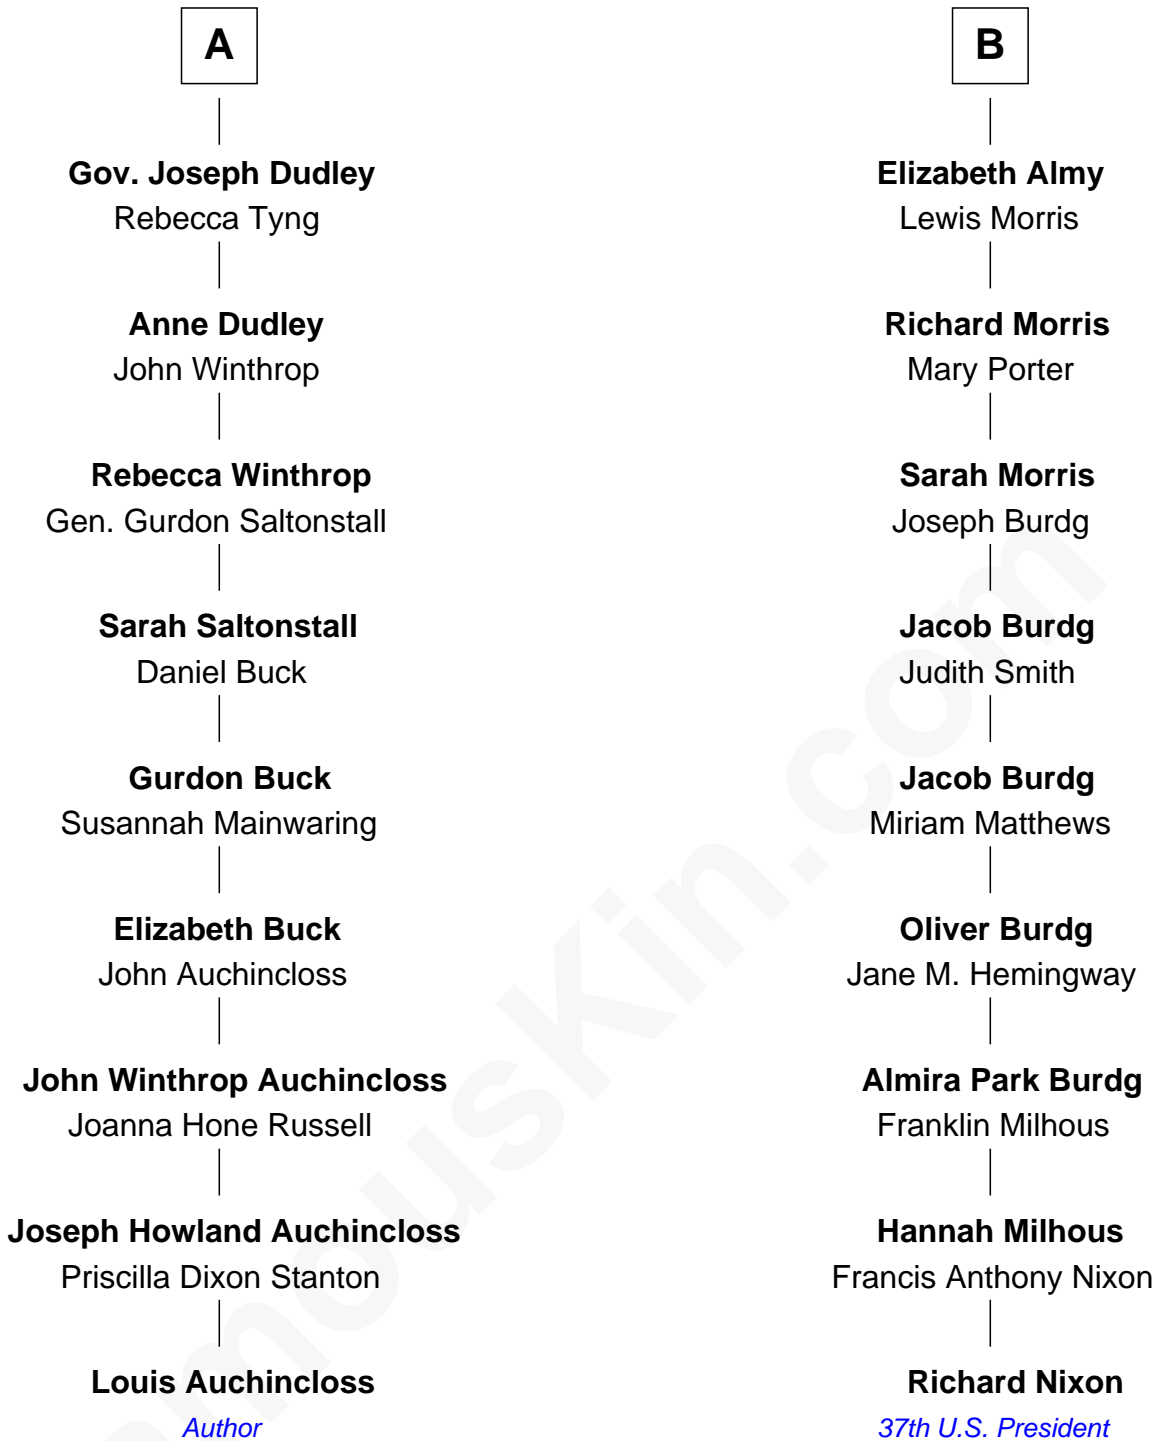 A
Gov. Joseph Dudley
Rebecca Tyng
Anne Dudley
John Winthrop
Rebecca Winthrop
Gen. Gurdon Saltonstall
Sarah Saltonstall
Daniel Buck
Gurdon Buck
Susannah Mainwaring
Elizabeth Buck
John Auchincloss
John Winthrop Auchincloss
Joanna Hone Russell
Joseph Howland Auchincloss
Priscilla Dixon Stanton
Louis Auchincloss
Author
B
Elizabeth Almy
Lewis Morris
Richard Morris
Mary Porter
Sarah Morris
Joseph Burdg
Jacob Burdg
Judith Smith
Jacob Burdg
Miriam Matthews
Oliver Burdg
Jane M. Hemingway
Almira Park Burdg
Franklin Milhous
Hannah Milhous
Francis Anthony Nixon
Richard Nixon
37th U.S. President
amousKin.com